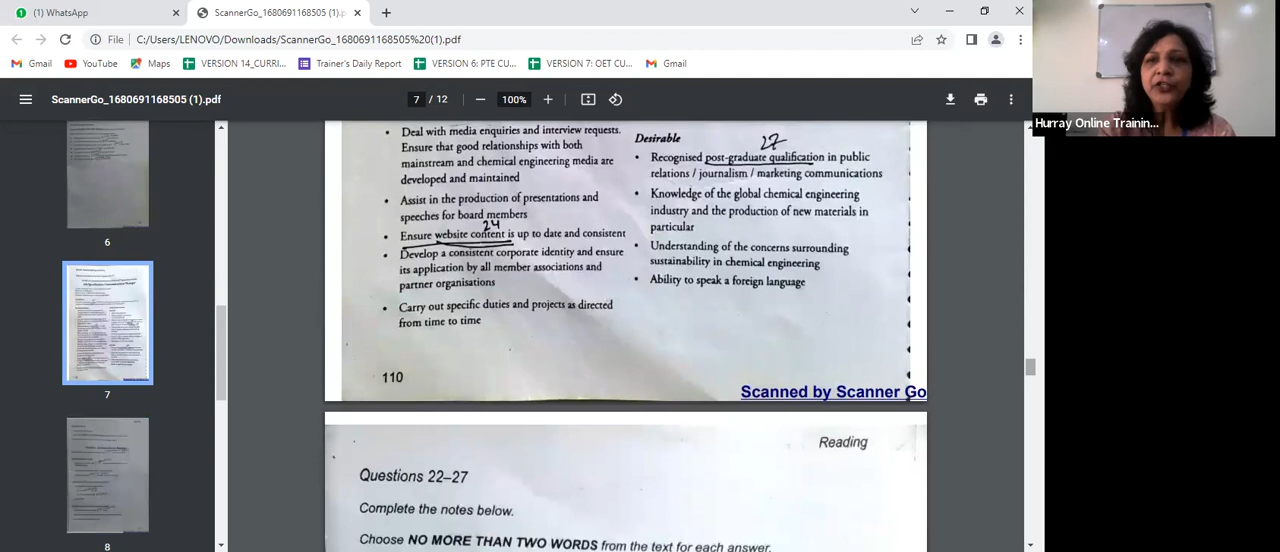 (1) WhatsApp
ScannerGo_1680691168505 (1).p
File
C:/Users/LENOVO/Downloads/ScannerGo_1680691168505%20(1).pdf
Gmail
YouTube
Maps
VERSION 14_CURRI...
Trainer's Daily Report
VERSION 6: PTE CU...
VERSION 7: OET CU...
Gmail
ScannerGo_1680691168505 (1).pdf
7 / 12
100%
Hurray Online Trainin...
6
7
8
• Deal with media enquiries and interview requests.
Ensure that good relationships with both
mainstream and chemical engineering media are
developed and maintained
• Assist in the production of presentations and
speeches for board members
24
• Ensure website content is up to date and consistent
• Develop a consistent corporate identity and ensure
its application by all member associations and
partner organisations
• Carry out specific duties and projects as directed
from time to time
110
Desirable
27
• Recognised post-graduate qualification in public
relations / journalism / marketing communications
• Knowledge of the global chemical engineering
industry and the production of new materials in
particular
• Understanding of the concerns surrounding
sustainability in chemical engineering
• Ability to speak a foreign language
Scanned by Scanner Go
Reading
Questions 22–27
Complete the notes below.
Choose NO MORE THAN TWO WORDS from the text for each answer.